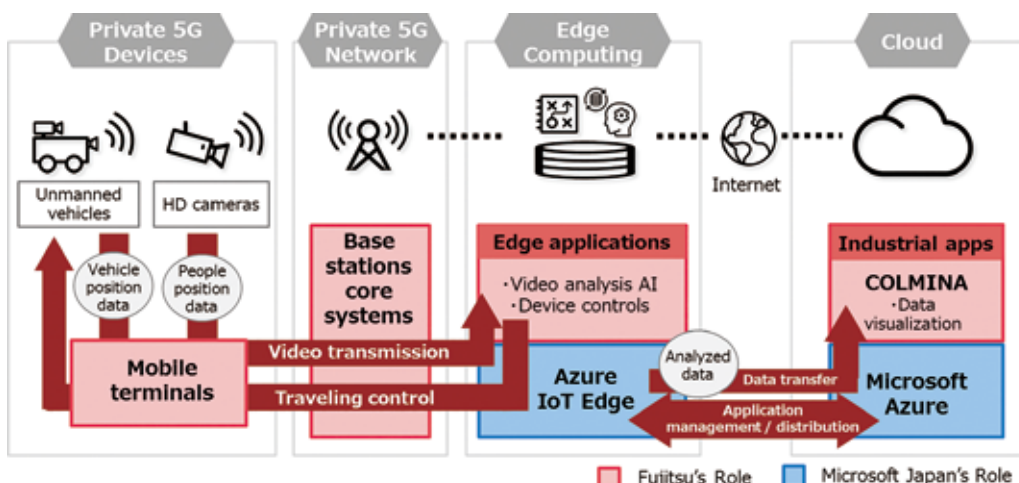 Private 5G
Devices
Private 5G
Network
Edge
Computing
Cloud
Unmanned
vehicles
HD cameras
Internet
Vehicle
position
data
People
position
data
Mobile
terminals
Base
stations
core
systems
Video transmission
Traveling control
Edge applications
・Video analysis AI
・Device controls
Azure
IoT Edge
Analyzed
data
Data transfer
Application
management / distribution
Industrial apps
COLMINA
・Data
visualization
Microsoft
Azure
Fujitsu's Role
Microsoft Japan's Role